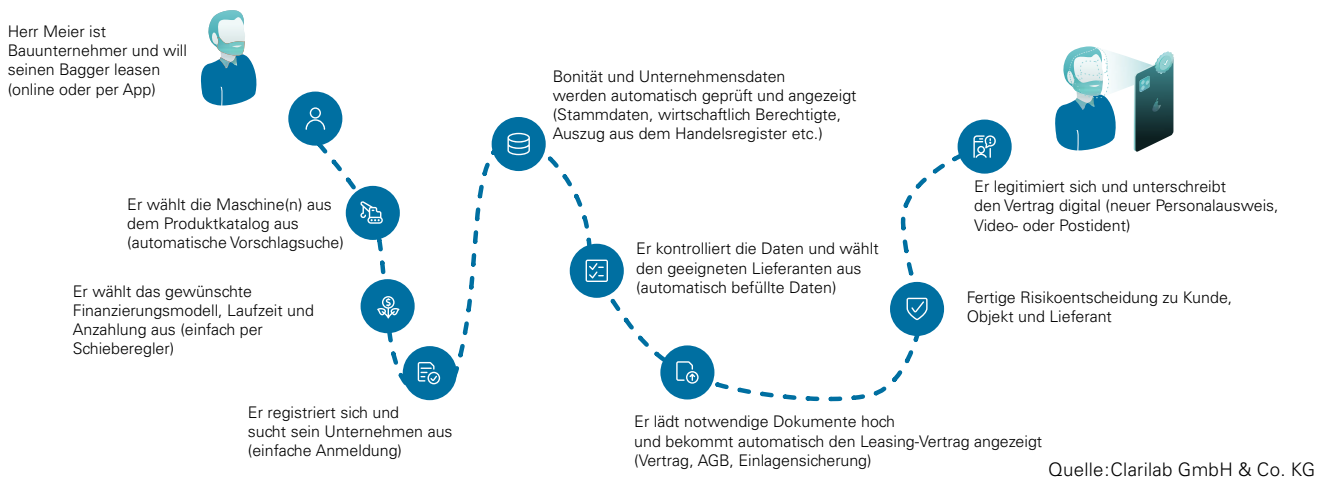 Herr Meier ist
Bauunternehmer und will
seinen Bagger leasen
(online oder per App)
Er wählt die Maschine(n) aus
dem Produktkatalog aus
(automatische Vorschlagsuche)
Er wählt das gewünschte
Finanzierungsmodell, Laufzeit und
Anzahlung aus (einfach per
Schieberegler)
Er registriert sich und
sucht sein Unternehmen aus
(einfache Anmeldung)
Bonität und Unternehmensdaten
werden automatisch geprüft und angezeigt
(Stammdaten, wirtschaftlich Berechtigte,
Auszug aus dem Handelsregister etc.)
Er kontrolliert die Daten und wählt
den geeigneten Lieferanten aus
(automatisch befüllte Daten)
Er lädt notwendige Dokumente hoch
und bekommt automatisch den Leasing-Vertrag angezeigt
(Vertrag, AGB, Einlagensicherung)
Fertige Risikoentscheidung zu Kunde,
Objekt und Lieferant
Er legitimiert sich und unterschreibt
den Vertrag digital (neuer Personalausweis,
Video- oder Postident)
Quelle:Clarilab GmbH & Co. KG